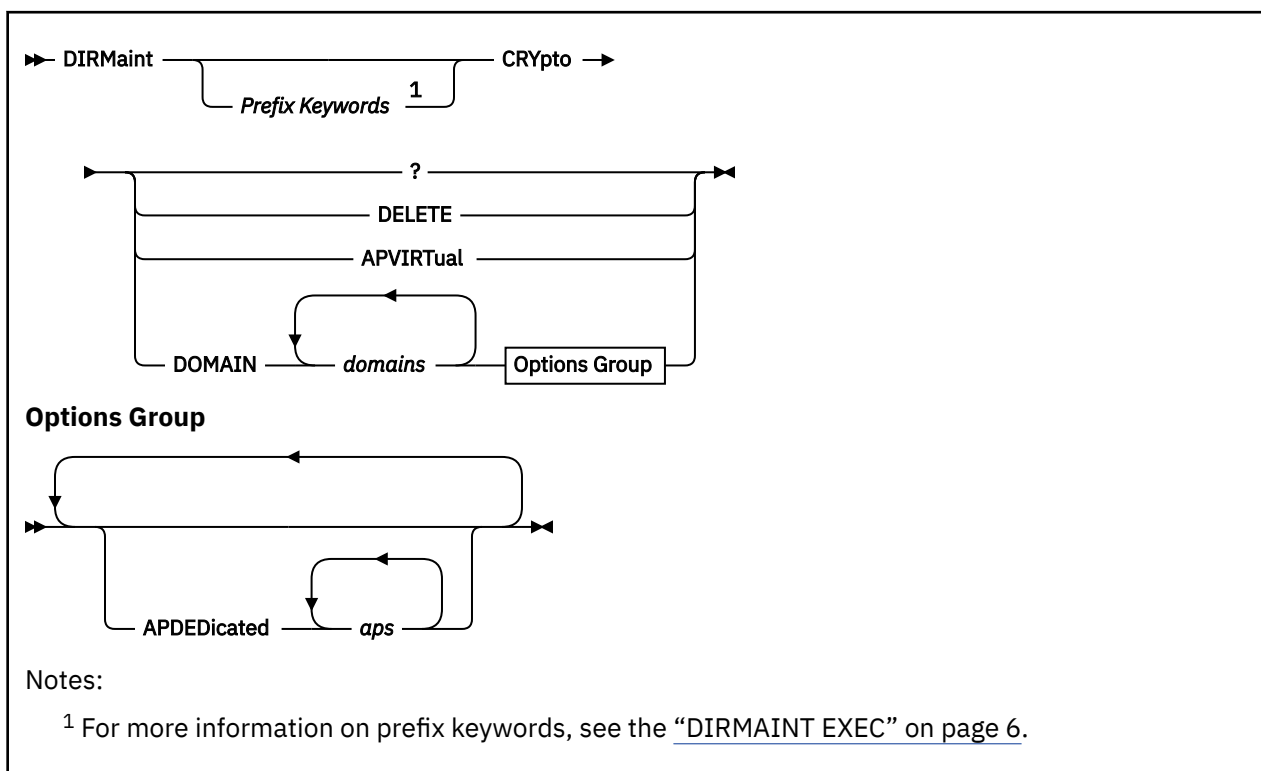 DIRMaint CRYpto
Prefix Keywords 1
?
DELETE
APVIRTual
DOMAIN domains Options Group
Options Group
APDEDicated aps
Notes:
1 For more information on prefix keywords, see the “DIRMAINT EXEC” on page 6.